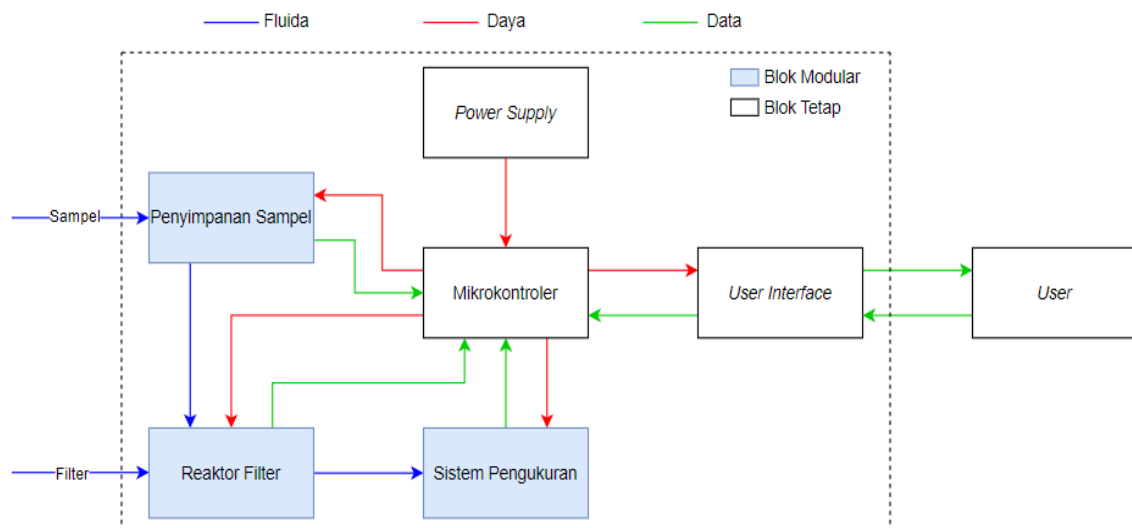 Fluida
Daya
Data
Blok Modular
Blok Tetap
Power Supply
Sampel
Penyimpanan Sampel
Mikrokontroler
User Interface
User
Filter
Reaktor Filter
Sistem Pengukuran